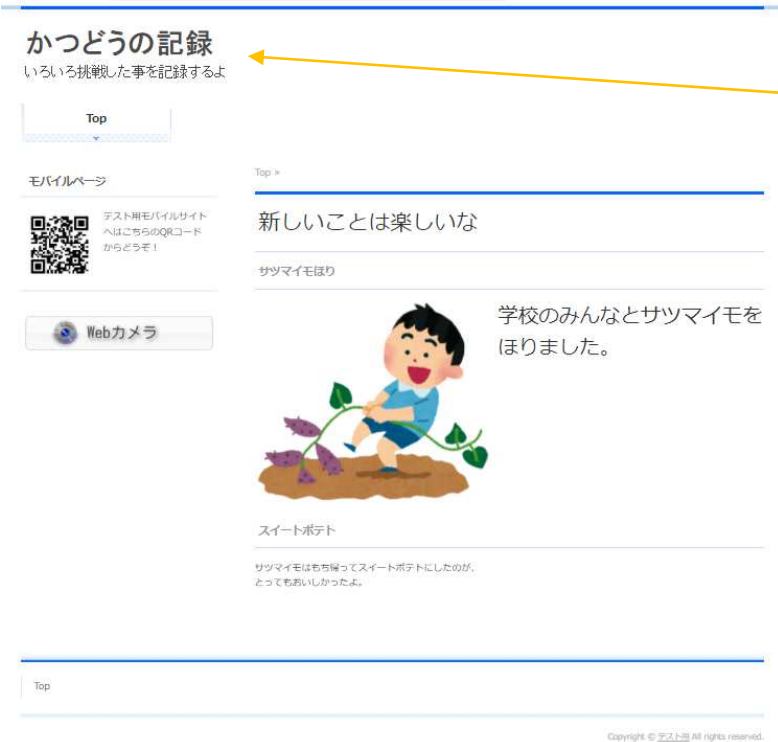 かつどうの記録
いろいろ挑戦した事を記録するよ
Top
モバイルページ
テスト用モバイルサイト
へはこちらのQRコード
からどうぞ！
Webカメラ
Top »
新しいことは楽しいな
サツマイモほり
学校のみんなとサツマイモを
ほりました。
スイートポテト
サツマイモはもち帰ってスイートポテトにしたのが、
とってもおいしかったよ。
Top
Copyright © テスト用 All rights reserved.